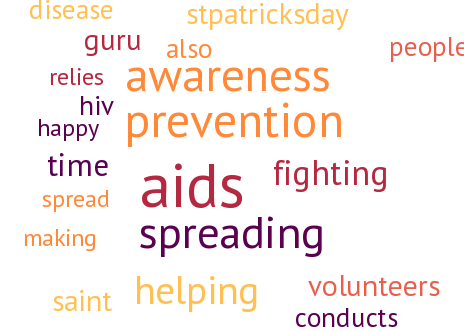 disease
stpatricksday
guru
also
people
relies
awareness
hiv
happy
prevention
time
fighting
aids
spread
spreading
making
helping
volunteers
saint
conducts